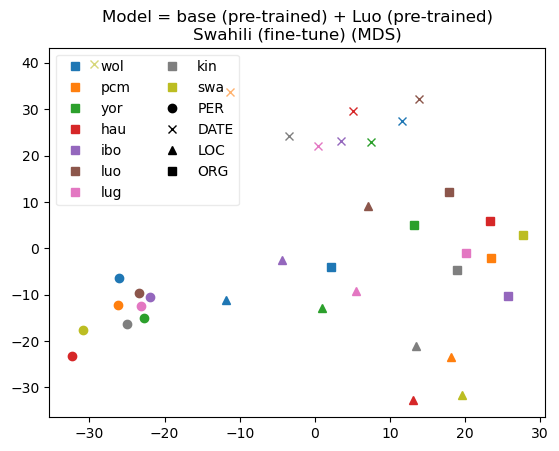 Model = base (pre-trained) + Luo (pre-trained)
Swahili (fine-tune) (MDS)
wol
pcm
yor
hau
ibo
luo
lug
kin
swa
PER
DATE
LOC
ORG
40
30
20
10
0
−10
−20
−30
−30
−20
−10
0
10
20
30